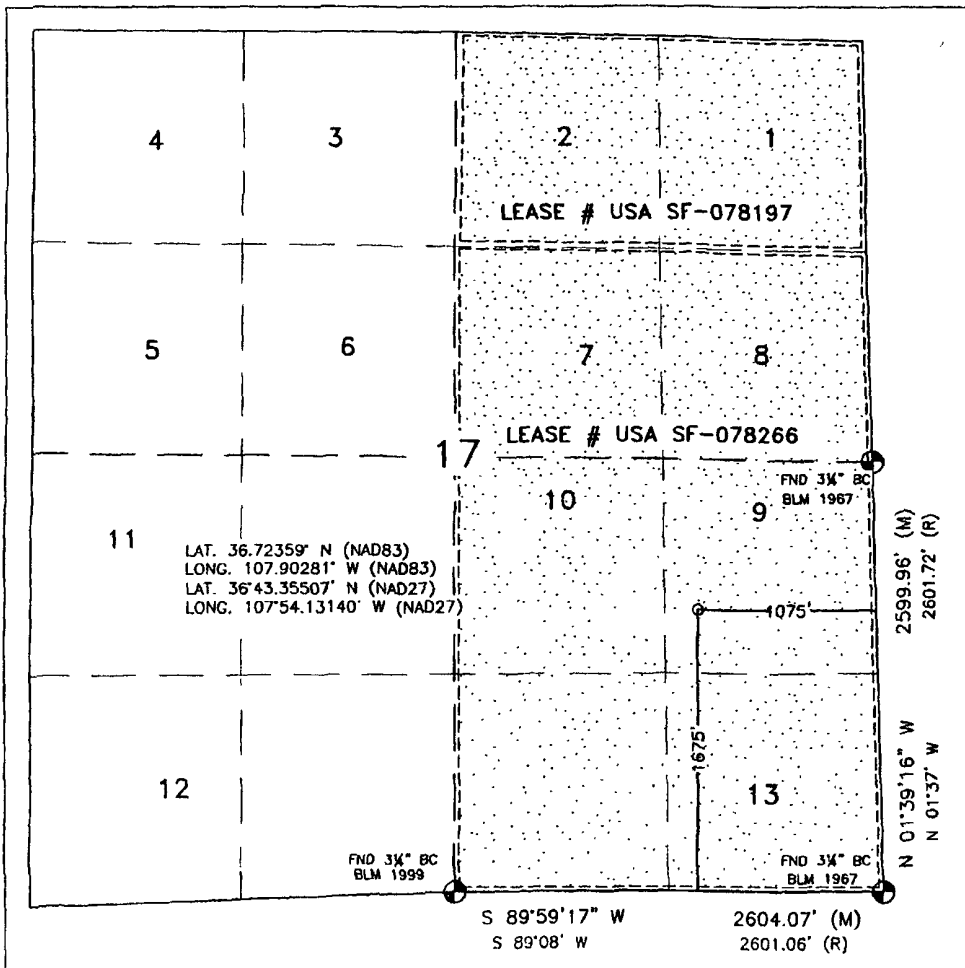 4
3
2
1
LEASE # USA SF-078197
5
6
7
8
LEASE # USA SF-078266
17
FND 3¼" BC
BLM 1967
10
9
11
LAT. 36.72359° N (NAD83)
LONG. 107.90281° W (NAD83)
LAT. 36°43.35507' N (NAD27)
LONG. 107°54.13140' W (NAD27)
2599.96' (M)
2601.72' (R)
1075'
1675'
N 01°39'16" W
N 01°37' W
12
13
FND 3¼" BC
BLM 1999
FND 3¼" BC
BLM 1967
S 89°59'17" W
2604.07' (M)
S 89°08' W
2601.06' (R)